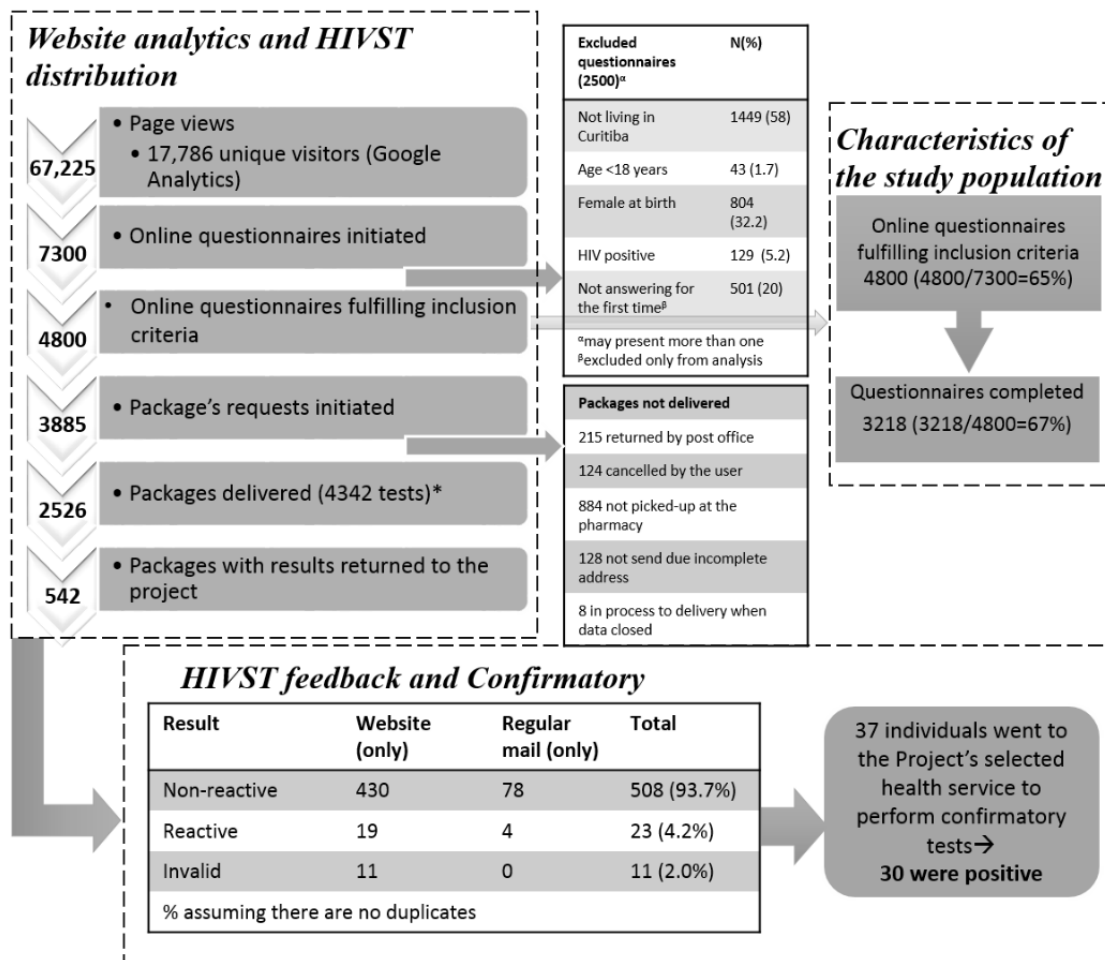 Website analytics and HIVST
distribution
67,225
• Page views
• 17,786 unique visitors (Google
Analytics)
7300
• Online questionnaires initiated
4800
• Online questionnaires fulfilling inclusion
criteria
3885
• Package's requests initiated
2526
• Packages delivered (4342 tests)*
542
• Packages with results returned to the
project
Excluded
questionnaires
(2500)ᵅ
N(%)
Not living in
Curitiba
1449 (58)
Age <18 years
43 (1.7)
Female at birth
804
(32.2)
HIV positive
129 (5.2)
Not answering for
the first timeᵝ
501 (20)
ᵅmay present more than one
ᵝexcluded only from analysis
Packages not delivered
215 returned by post office
124 cancelled by the user
884 not picked-up at the
pharmacy
128 not send due incomplete
address
8 in process to delivery when
data closed
Characteristics of
the study population
Online questionnaires
fulfilling inclusion criteria
4800 (4800/7300=65%)
Questionnaires completed
3218 (3218/4800=67%)
HIVST feedback and Confirmatory
Result
Website
(only)
Regular
mail (only)
Total
Non-reactive 430 78 508 (93.7%)
Reactive 19 4 23 (4.2%)
Invalid 11 0 11 (2.0%)
% assuming there are no duplicates
37 individuals went to
the Project's selected
health service to
perform confirmatory
tests→
30 were positive